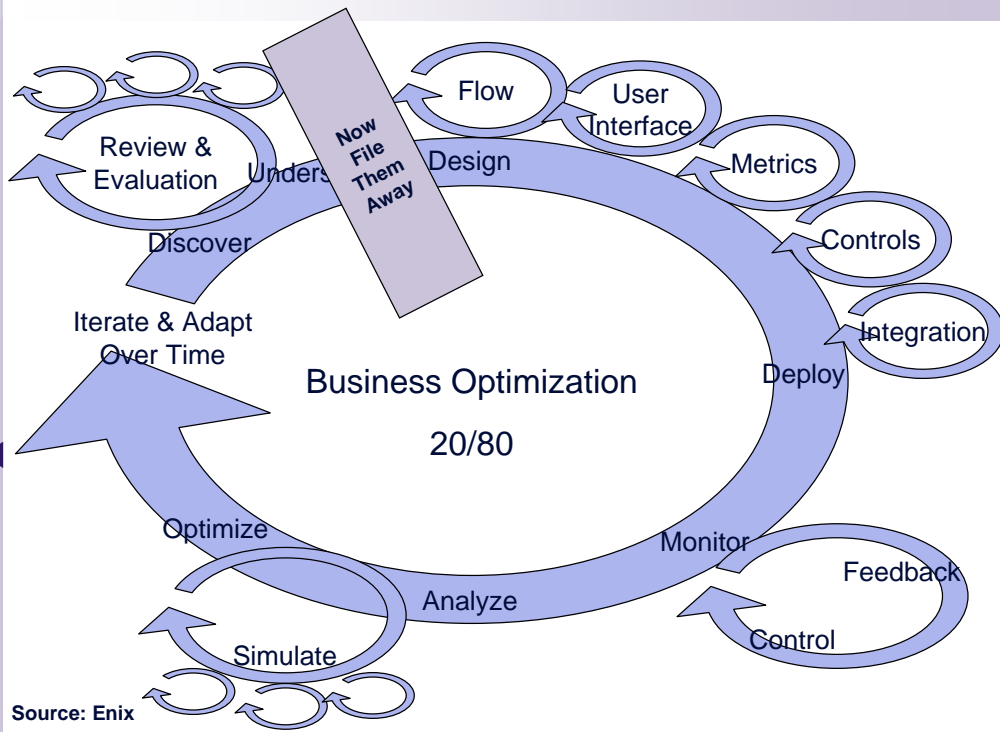 Now
File
Them
Away
Flow
User
Interface
Metrics
Controls
Integration
Review &
Evaluation
Unders
Design
Discover
Iterate & Adapt
Over Time
Business Optimization
20/80
Deploy
Optimize
Monitor
Analyze
Feedback
Control
Simulate
Source: Enix